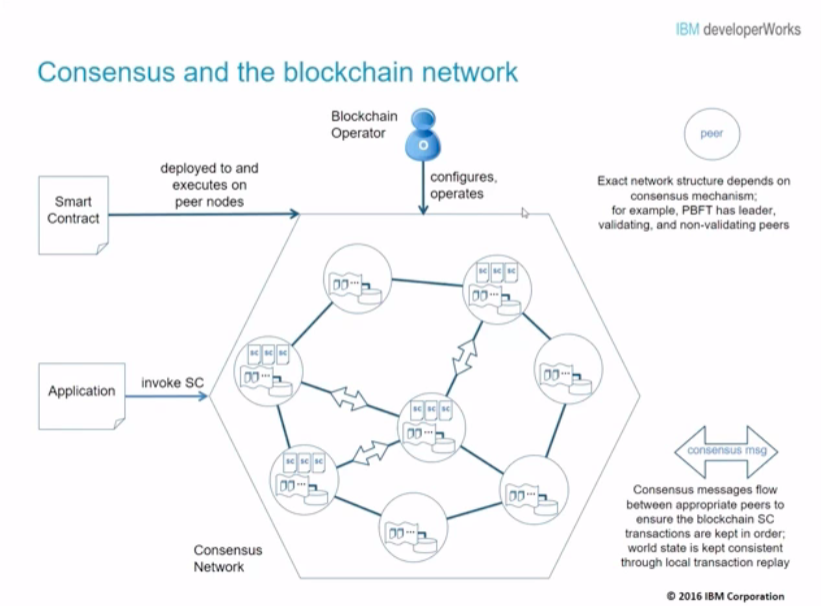 IBM developerWorks
Consensus and the blockchain network
Blockchain
Operator
peer
deployed to and
executes on
peer nodes
configures,
operates
Smart
Contract
Exact network structure depends on
consensus mechanism;
for example, PBFT has leader,
validating, and non-validating peers
SC SC SC
SC SC SC
Application
invoke SC
SC SC SC
SC SC SC
consensus msg
Consensus messages flow
between appropriate peers to
ensure the blockchain SC
transactions are kept in order;
world state is kept consistent
through local transaction replay
Consensus
Network
© 2016 IBM Corporation